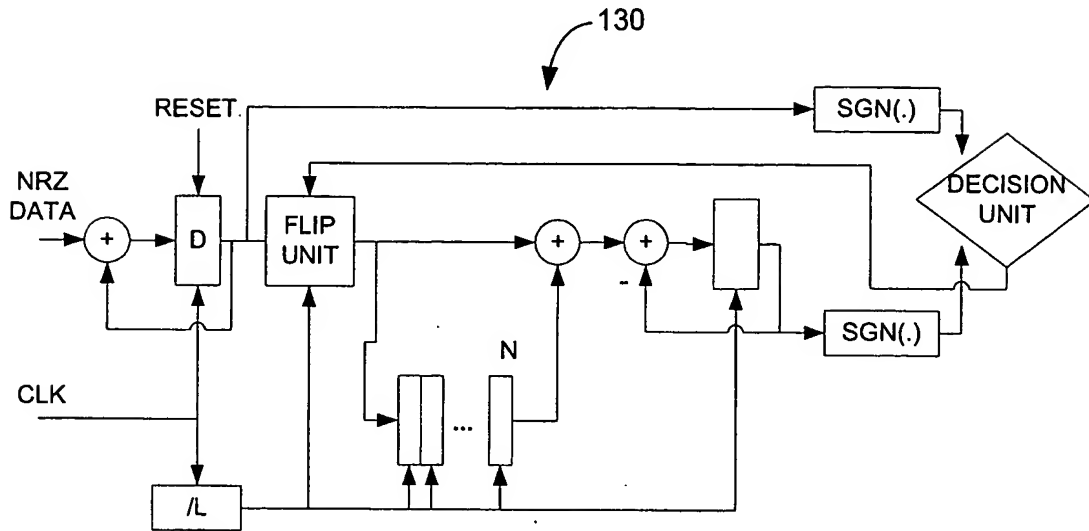 130
RESET
SGN(.)
NRZ
DATA
+
D
FLIP
UNIT
+
+
-
DECISION
UNIT
SGN(.)
N
CLK
...
/L